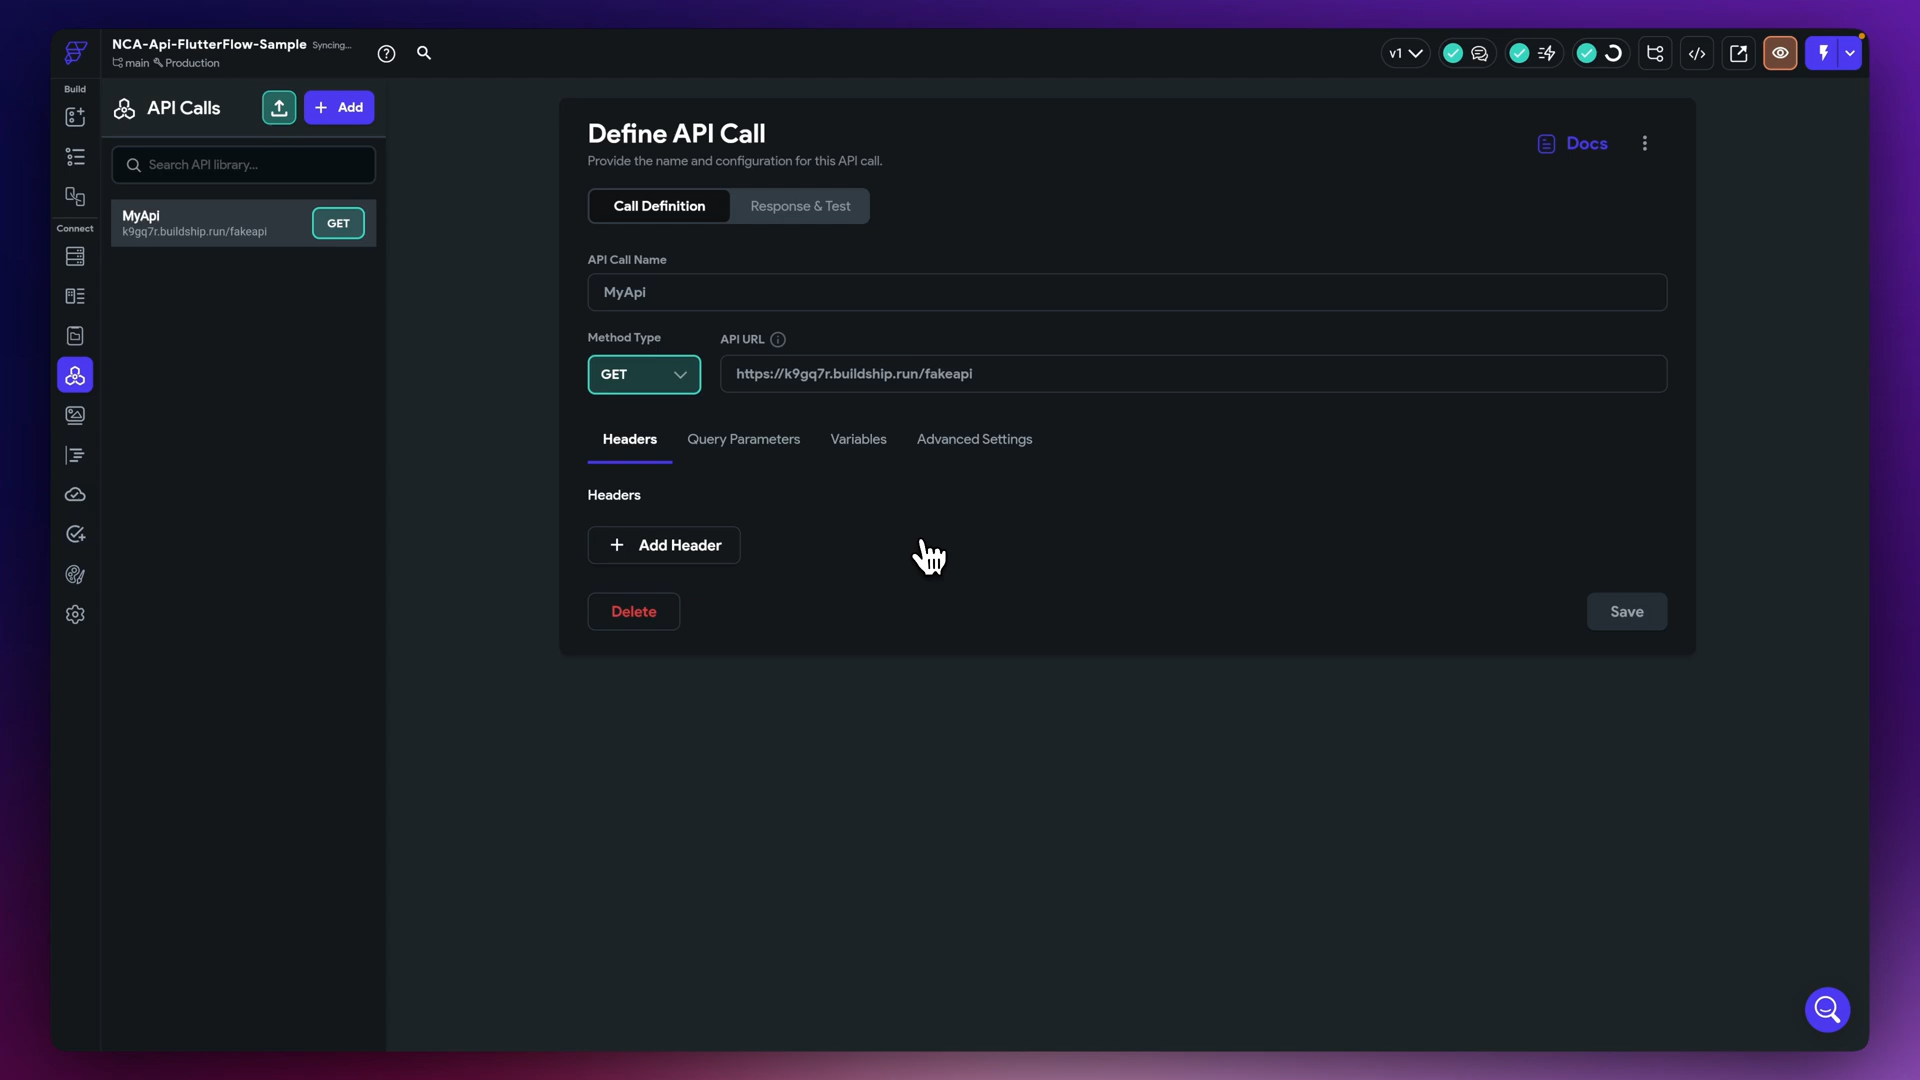 NCA-Api-FlutterFlow-Sample Syncing...
main Production
v1
Build
API Calls
Add
Search API library...
MyApi
k9gq7r.buildship.run/fakeapi
GET
Connect
Define API Call
Provide the name and configuration for this API call.
Docs
Call Definition
Response & Test
API Call Name
MyApi
Method Type
API URL
GET
https://k9gq7r.buildship.run/fakeapi
Headers
Query Parameters
Variables
Advanced Settings
Headers
+ Add Header
Delete
Save